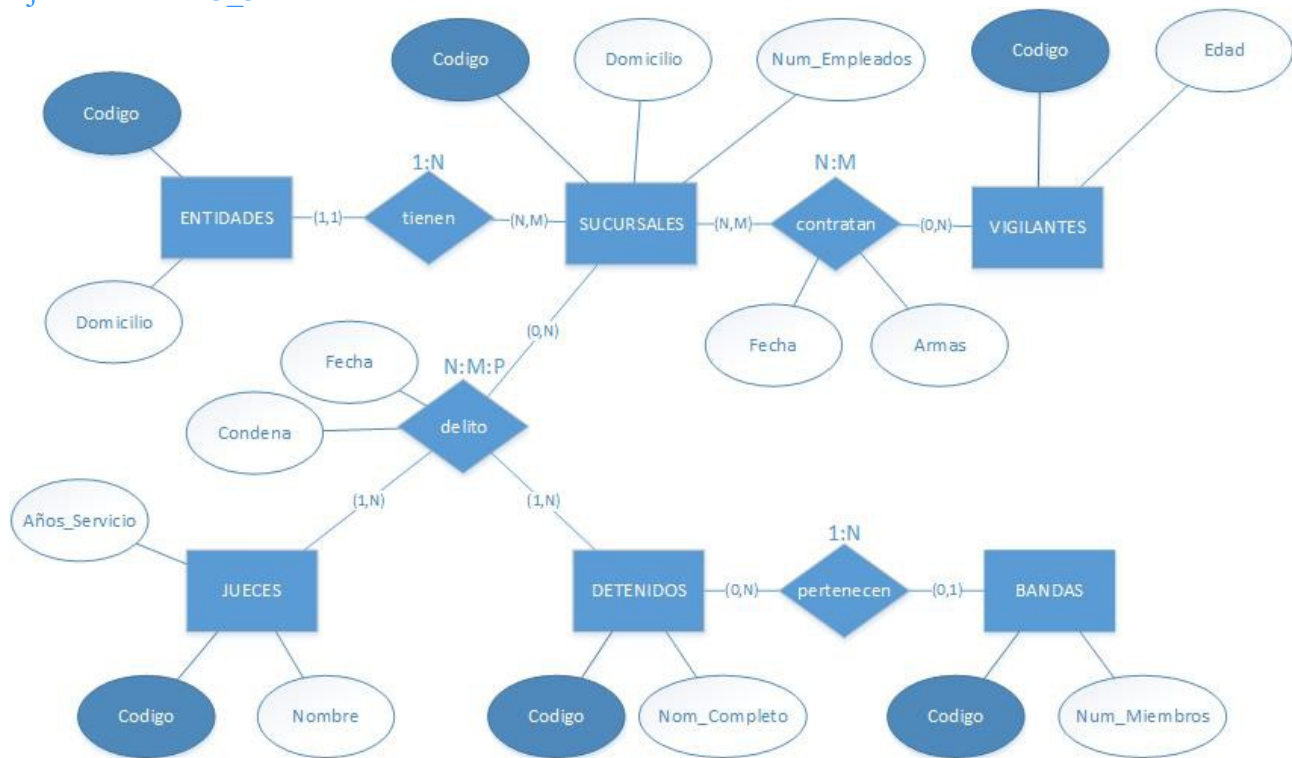 Codigo
Domicilio
Num_Empleados
Codigo
Edad
Codigo
1:N
N:M
ENTIDADES
(1,1)
tienen
(N,M)
SUCURSALES
(N,M)
contratan
(0,N)
VIGILANTES
Domicilio
(0,N)
Fecha
Armas
Fecha
N:M:P
Condena
delito
(1,N)
(1,N)
Años_Servicio
1:N
JUECES
DETENIDOS
(0,N)
pertenecen
(0,1)
BANDAS
Codigo
Nombre
Codigo
Nom_Completo
Codigo
Num_Miembros